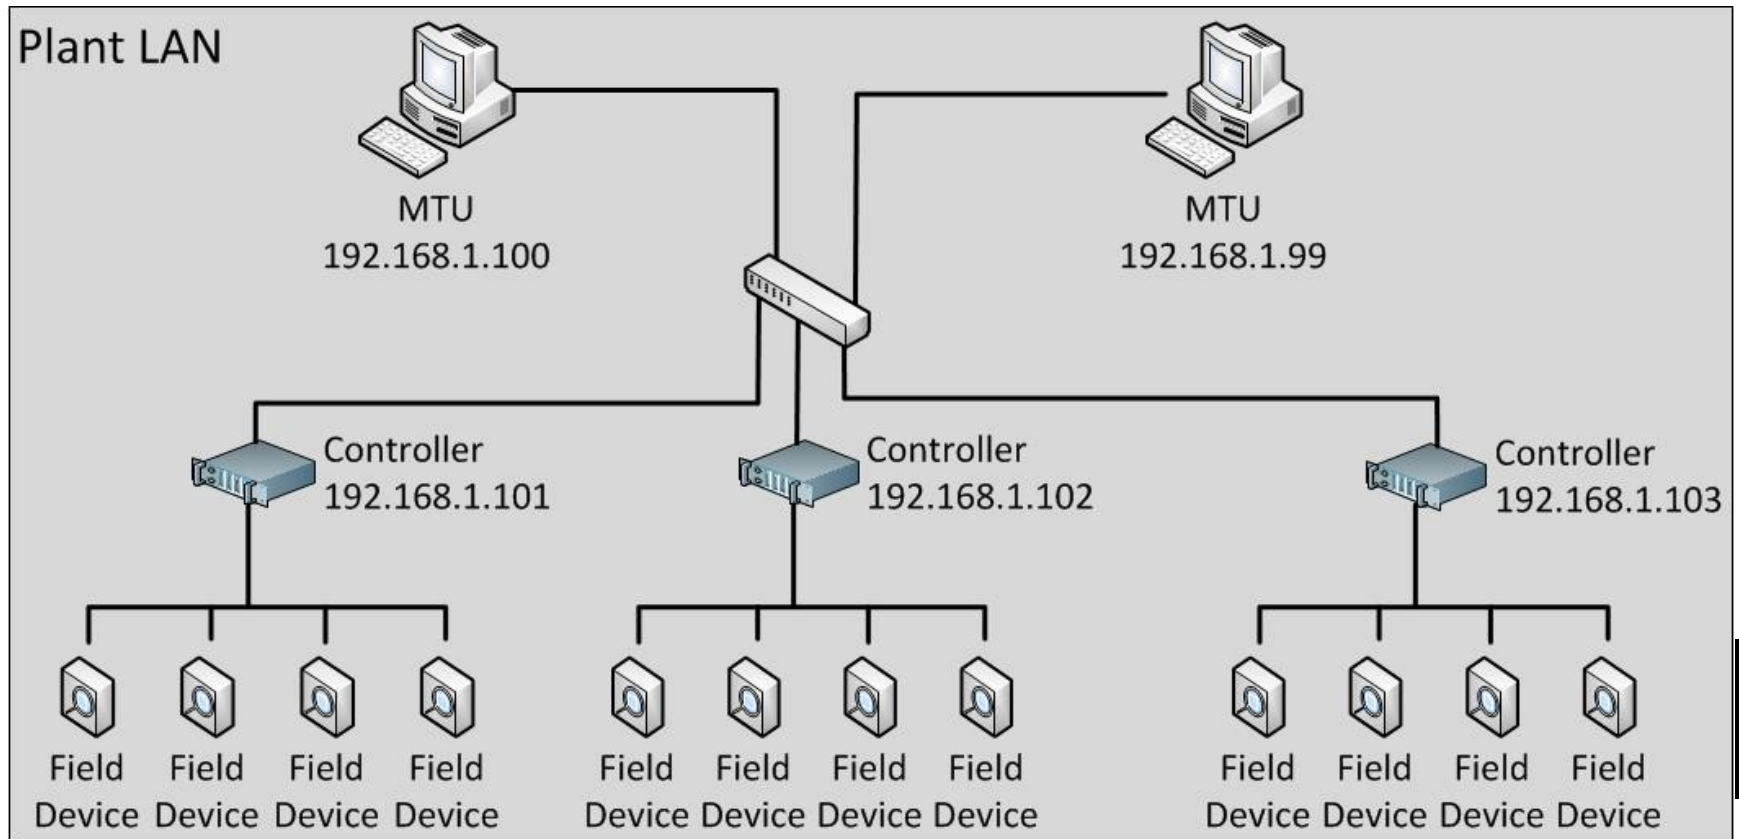 Plant LAN
MTU
192.168.1.100
MTU
192.168.1.99
Controller
192.168.1.101
Controller
192.168.1.102
Controller
192.168.1.103
Field
Device
Field
Device
Field
Device
Field
Device
Field
Device
Field
Device
Field
Device
Field
Device
Field
Device
Field
Device
Field
Device
Field
Device